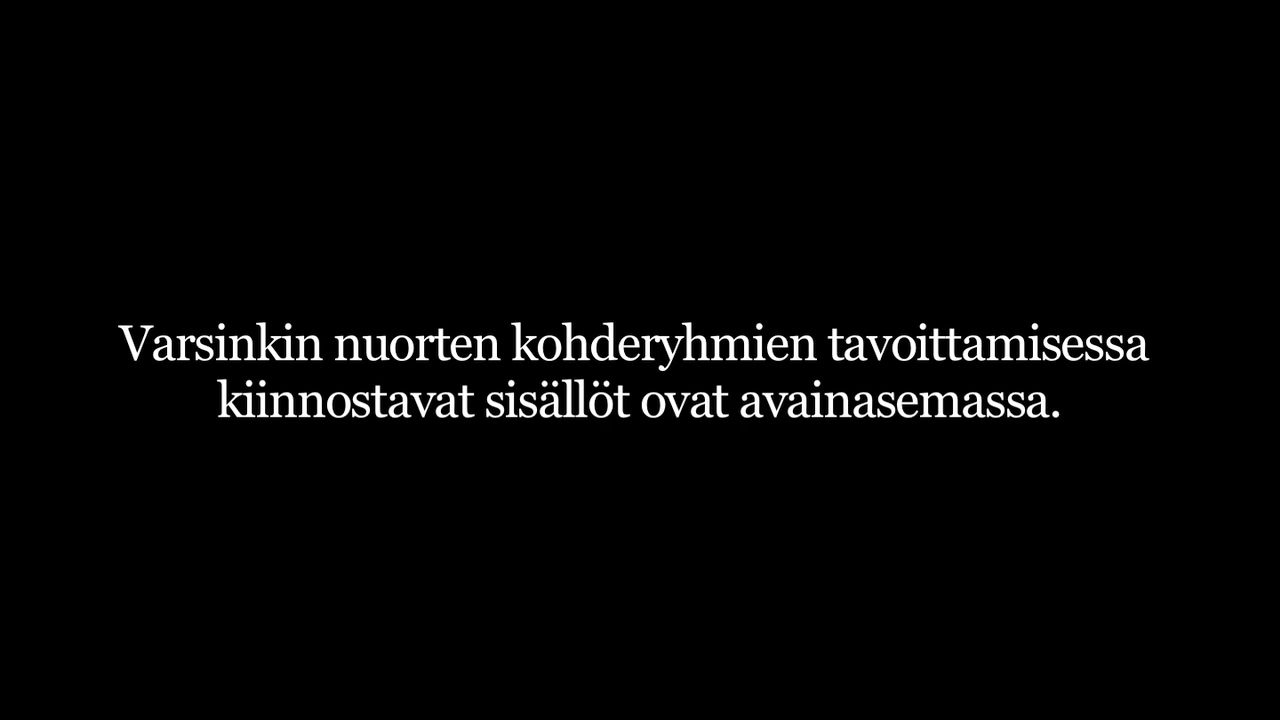 Varsinkin nuorten kohderyhmien tavoittamisessa
kiinnostavat sisällöt ovat avainasemassa.